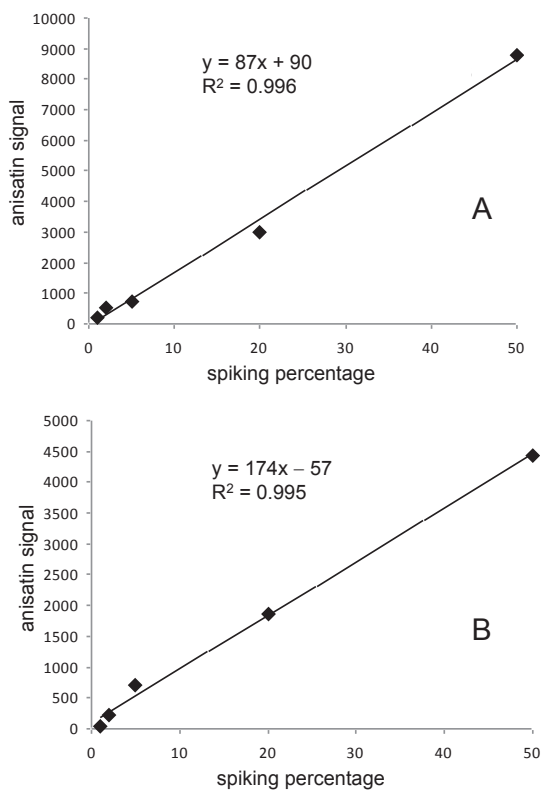 10000
9000
8000
7000
6000
5000
4000
3000
2000
1000
0
anisatin signal
y = 87x + 90
R² = 0.996
A
0 10 20 30 40 50
spiking percentage
5000
4500
4000
3500
3000
2500
2000
1500
1000
500
0
anisatin signal
y = 174x – 57
R² = 0.995
B
0 10 20 30 40 50
spiking percentage